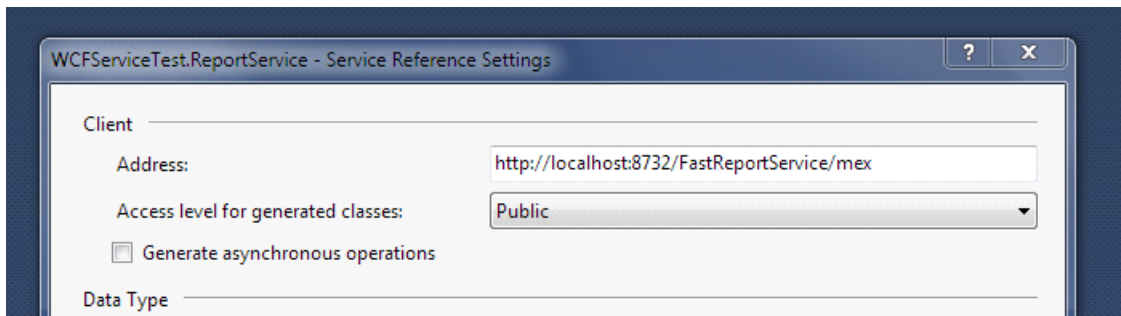 WCFServiceTest.ReportService - Service Reference Settings
? X
Client
Address: http://localhost:8732/FastReportService/mex
Access level for generated classes: Public
Generate asynchronous operations
Data Type